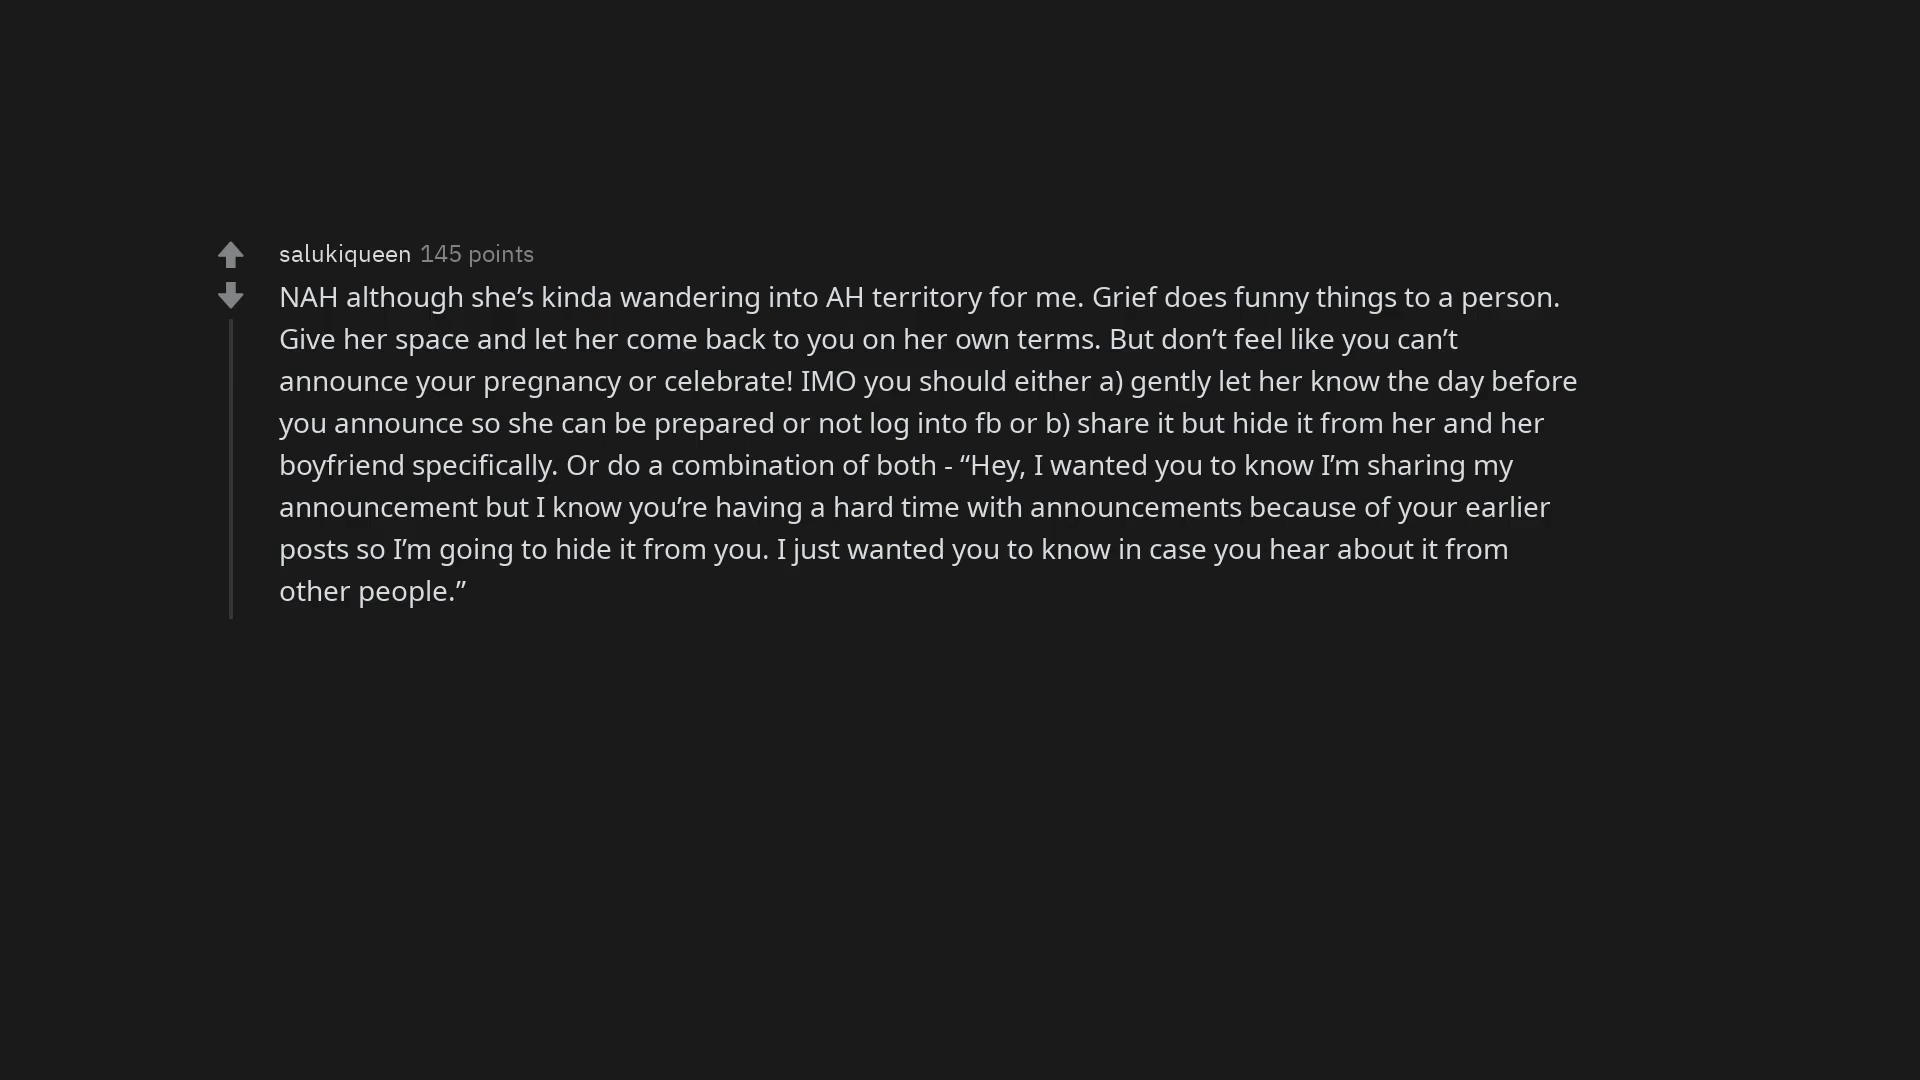 salukiqueen 145 points
NAH although she’s kinda wandering into AH territory for me. Grief does funny things to a person.
Give her space and let her come back to you on her own terms. But don’t feel like you can’t
announce your pregnancy or celebrate! IMO you should either a) gently let her know the day before
you announce so she can be prepared or not log into fb or b) share it but hide it from her and her
boyfriend specifically. Or do a combination of both - “Hey, I wanted you to know I’m sharing my
announcement but I know you’re having a hard time with announcements because of your earlier
posts so I’m going to hide it from you. I just wanted you to know in case you hear about it from
other people.”